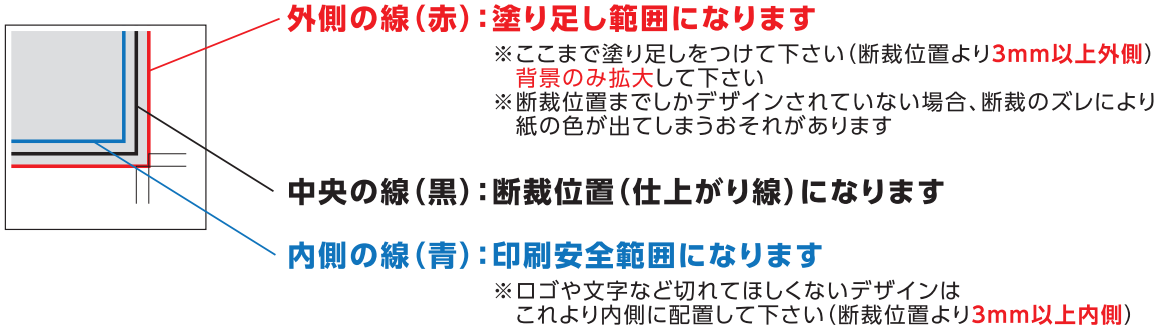 外側の線(赤):塗り足し範囲になります
※ここまで塗り足しをつけて下さい(断裁位置より3mm以上外側)
背景のみ拡大して下さい
※断裁位置までしかデザインされていない場合、断裁のズレにより
紙の色が出てしまうおそれがあります
中央の線(黒):断裁位置(仕上がり線)になります
内側の線(青):印刷安全範囲になります
※ロゴや文字など切れてほしくないデザインは
これより内側に配置して下さい(断裁位置より3mm以上内側)